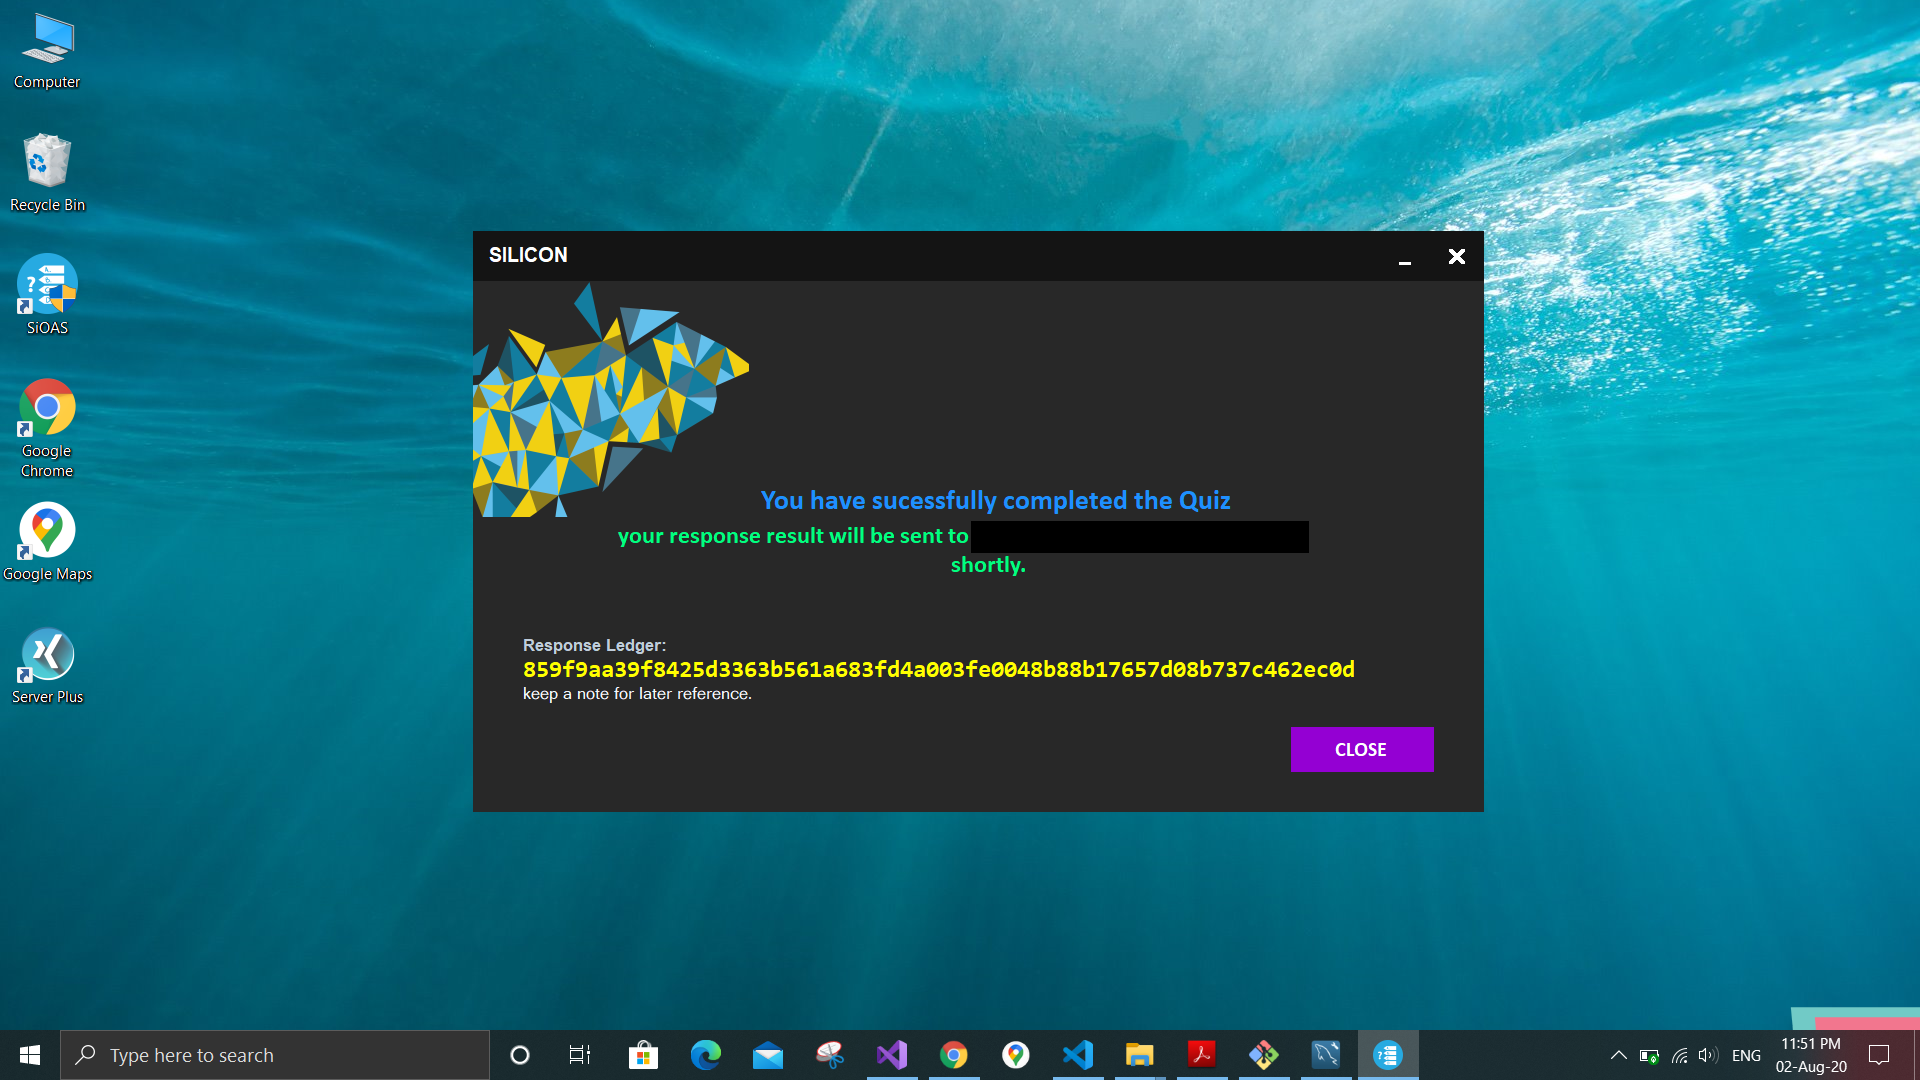 Computer
Recycle Bin
SiOAS
Google
Chrome
Google Maps
Server Plus
SILICON
You have sucessfully completed the Quiz
your response result will be sent to
shortly.
Response Ledger:
859f9aa39f8425d3363b561a683fd4a003fe0048b88b17657d08b737c462ec0d
keep a note for later reference.
CLOSE
Type here to search
ENG
11:51 PM
02-Aug-20